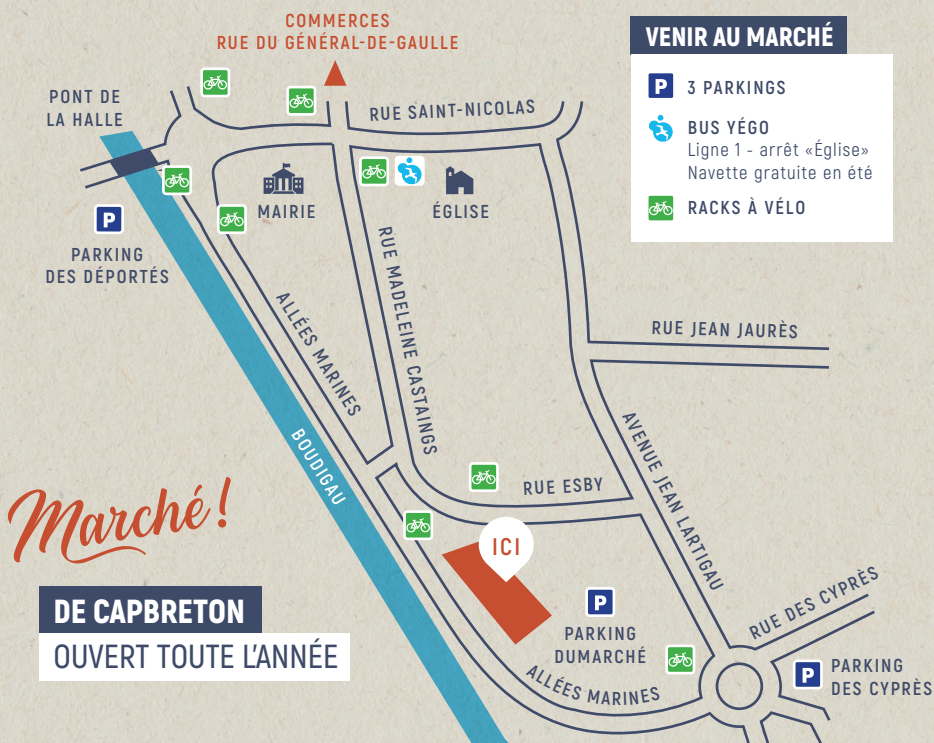 COMMERCES
RUE DU GÉNÉRAL-DE-GAULLE
VENIR AU MARCHÉ
P 3 PARKINGS
BUS YÉGO
Ligne 1 - arrêt «Église»
Navette gratuite en été
RACKS À VÉLO
PONT DE
LA HALLE
RUE SAINT-NICOLAS
MAIRIE
ÉGLISE
P
PARKING
DES DÉPORTÉS
RUE MADELEINE CASTAINGS
ALLÉES MARINES
RUE JEAN JAURÈS
BOUDIGAU
AVENUE JEAN LARTIGAU
RUE ESBY
Marché !
ICI
DE CAPBRETON
OUVERT TOUTE L'ANNÉE
P
PARKING
DUMARCHÉ
RUE DES CYPRÈS
ALLÉES MARINES
P
PARKING
DES CYPRÈS